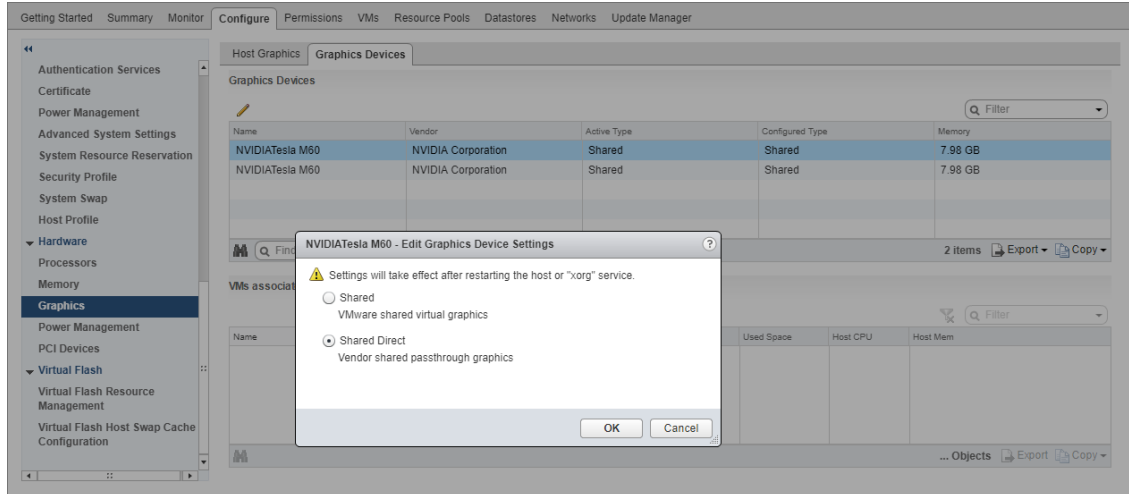 Getting Started Summary Monitor Configure Permissions VMs Resource Pools Datastores Networks Update Manager
Host Graphics Graphics Devices
Authentication Services
Certificate
Power Management
Advanced System Settings
System Resource Reservation
Security Profile
System Swap
Host Profile
Hardware
Processors
Memory
Graphics
Power Management
PCI Devices
Virtual Flash
Virtual Flash Resource
Management
Virtual Flash Host Swap Cache
Configuration
Graphics Devices
Filter
Name Vendor Active Type Configured Type Memory
NVIDIATesla M60 NVIDIA Corporation Shared Shared 7.98 GB
NVIDIATesla M60 NVIDIA Corporation Shared Shared 7.98 GB
Find
2 items Export Copy
VMs associat
Filter
Name Used Space Host CPU Host Mem
... Objects Export Copy
NVIDIATesla M60 - Edit Graphics Device Settings ?
Settings will take effect after restarting the host or "xorg" service.
Shared
VMware shared virtual graphics
Shared Direct
Vendor shared passthrough graphics
OK Cancel